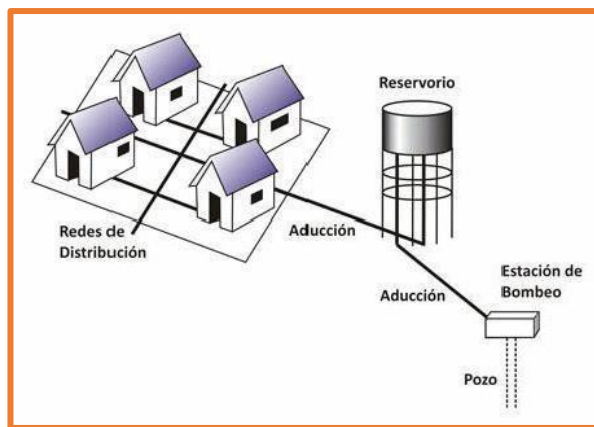 Reservorio
Redes de
Distribución
Aducción
Aducción
Estación de
Bombeo
Pozo